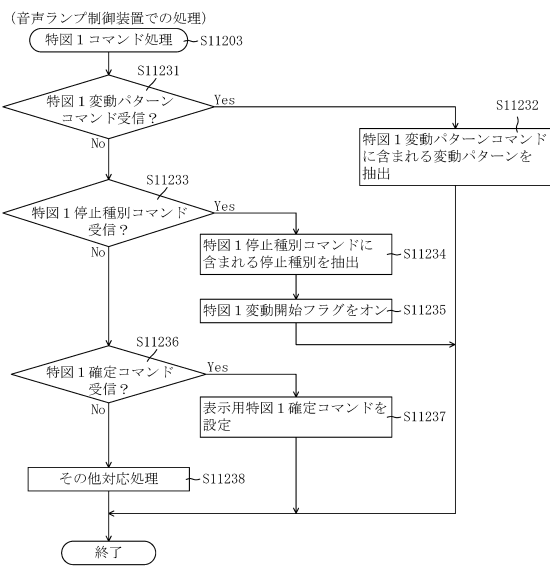 (音声ランプ制御装置での処理)
特図1コマンド処理
S11203
S11231
特図1変動パターン
コマンド受信?
Yes
No
S11232
特図1変動パターンコマンド
に含まれる変動パターンを
抽出
S11233
特図1停止種別コマンド
受信?
Yes
No
特図1停止種別コマンドに
含まれる停止種別を抽出
S11234
特図1変動開始フラグをオン
S11235
S11236
特図1確定コマンド
受信?
Yes
No
表示用特図1確定コマンドを
設定
S11237
その他対応処理
S11238
終了